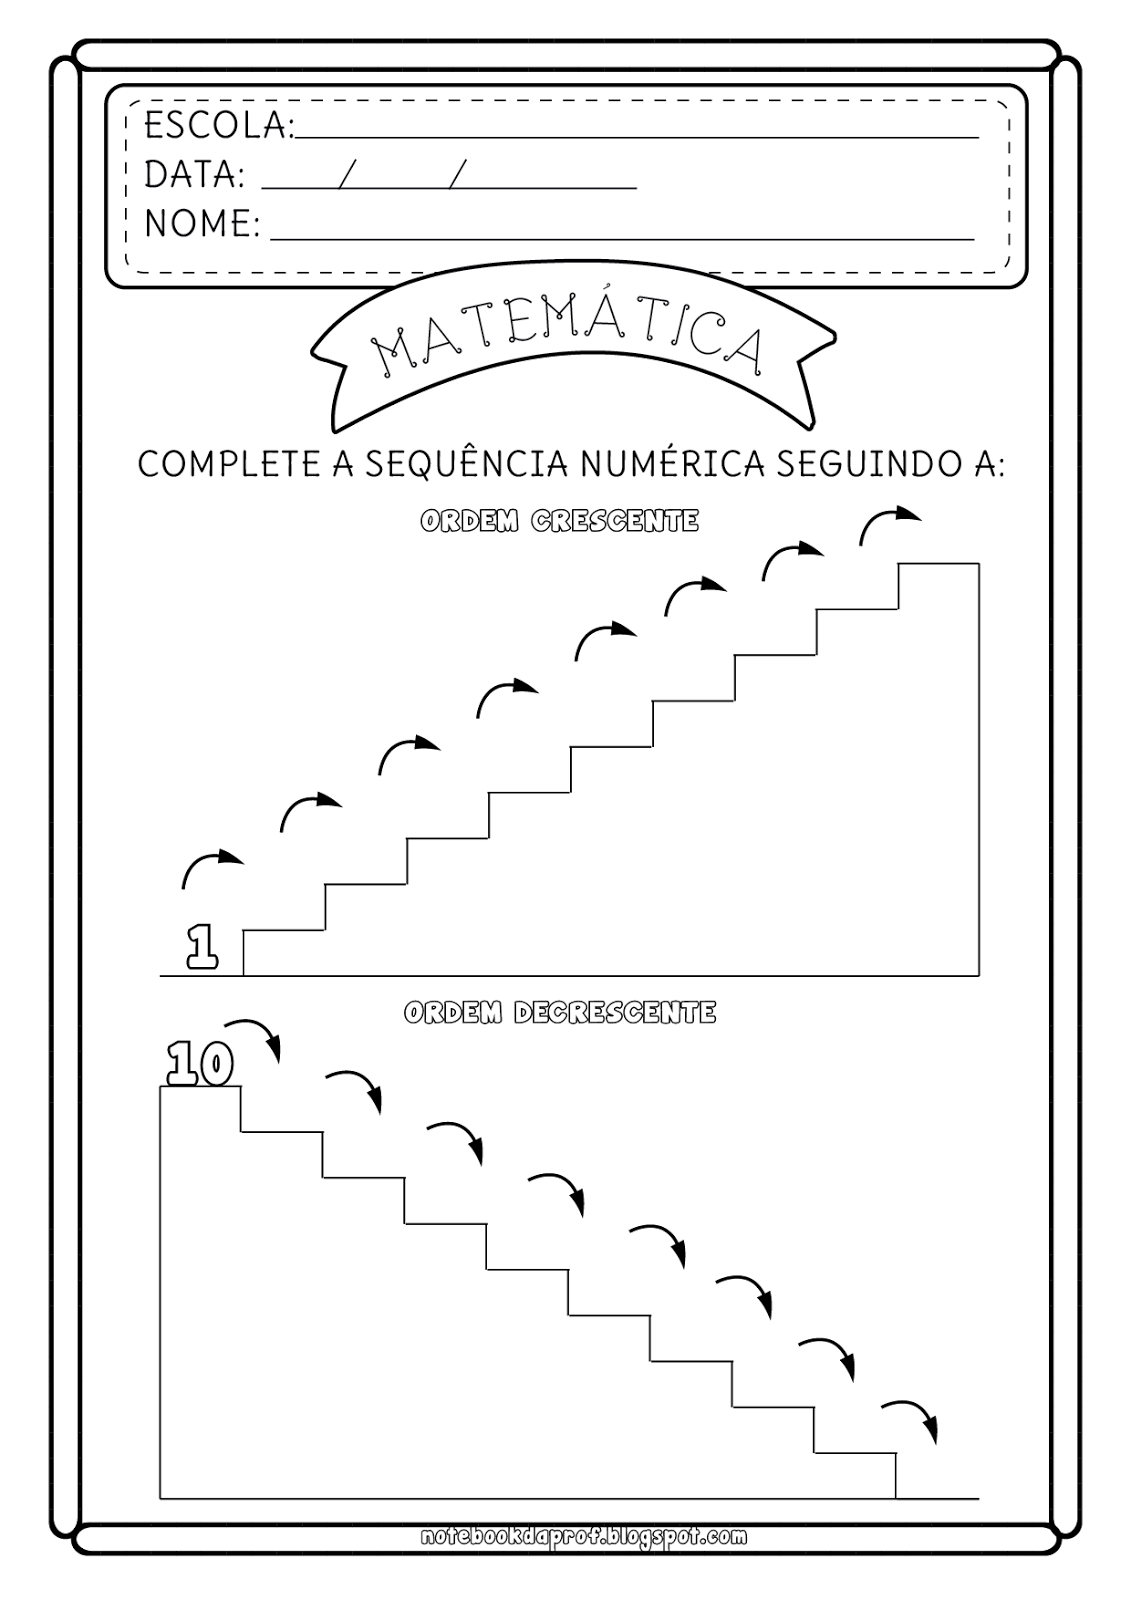 ESCOLA:
DATA: / /
NOME:
MATEMÁTICA
COMPLETE A SEQUÊNCIA NUMÉRICA SEGUINDO A:
ORDEM CRESCENTE
1
ORDEM DECRESCENTE
10
notebookdaprof.blogspot.com